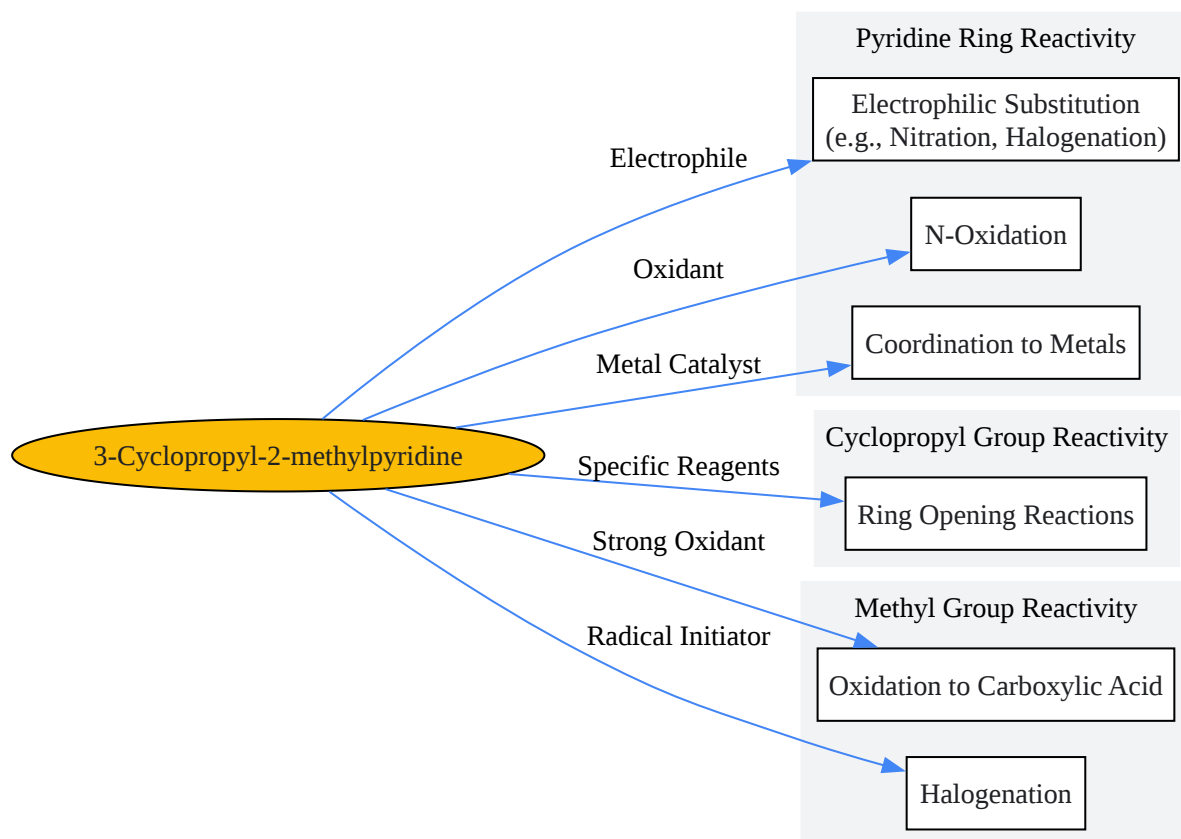 Pyridine Ring Reactivity
Electrophilic Substitution
(e.g., Nitration, Halogenation)
Electrophile
N-Oxidation
Oxidant
Coordination to Metals
Metal Catalyst
3-Cyclopropyl-2-methylpyridine
Cyclopropyl Group Reactivity
Specific Reagents
Ring Opening Reactions
Strong Oxidant
Methyl Group Reactivity
Radical Initiator
Oxidation to Carboxylic Acid
Halogenation